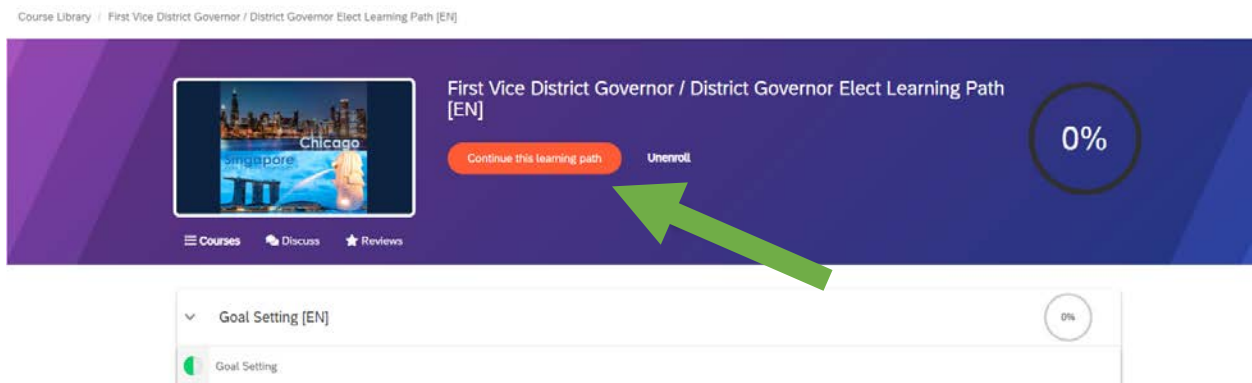 Course Library / First Vice District Governor / District Governor Elect Learning Path [EN]
First Vice District Governor / District Governor Elect Learning Path
[EN]
0%
Chicago
Singapore
Continue this learning path
Unenroll
Courses
Discuss
Reviews
Goal Setting [EN]
0%
Goal Setting